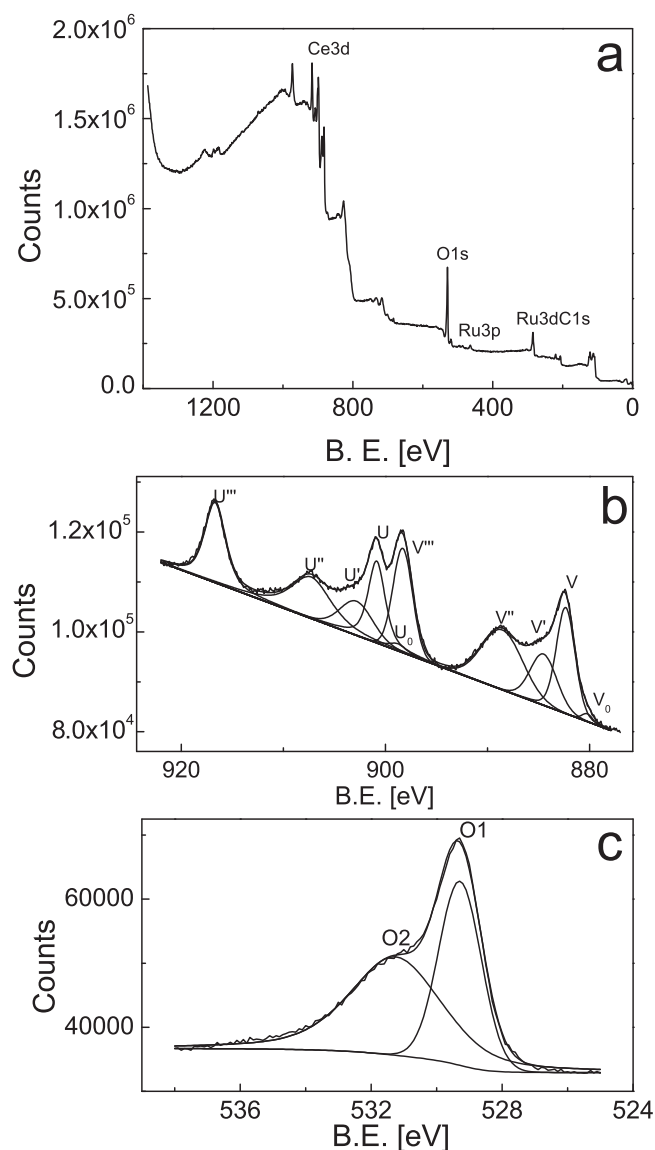 a
2.0x10⁶
1.5x10⁶
1.0x10⁶
5.0x10⁵
0.0
Counts
Ce3d
O1s
Ru3p
Ru3dC1s
1200 800 400 0
B. E. [eV]
b
1.2x10⁵
1.0x10⁵
8.0x10⁴
Counts
U'''
U''
U'
U
V'''
U₀
V''
V'
V
V₀
920 900 880
B.E. [eV]
c
60000
40000
Counts
O1
O2
536 532 528 524
B.E. [eV]